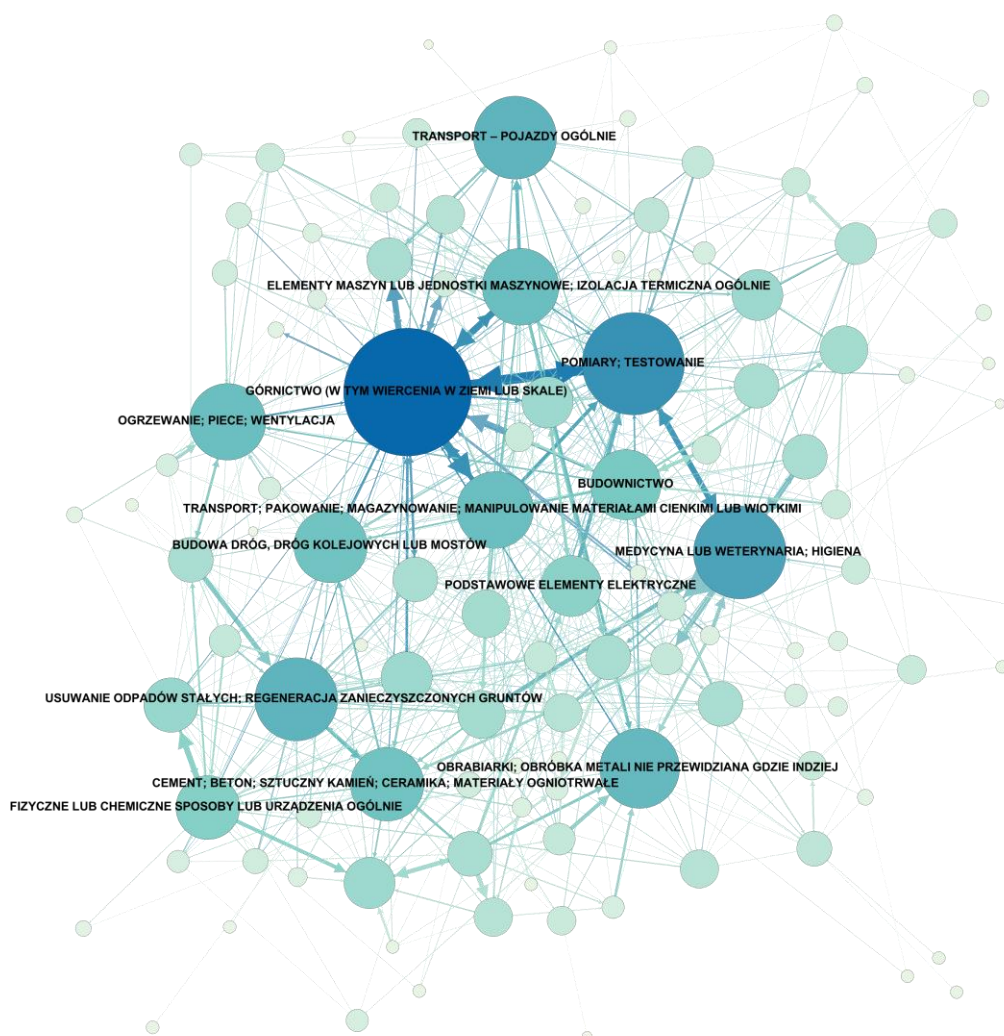 TRANSPORT – POJAZDY OGÓLNIE
ELEMENTY MASZYN LUB JEDNOSTKI MASZYNOWE; IZOLACJA TERMICZNA OGÓLNIE
POMIARY; TESTOWANIE
GÓRNICTWO (W TYM WIERCENIA W ZIEMI LUB SKALE)
OGRZEWANIE; PIECE; WENTYLACJA
BUDOWNICTWO
TRANSPORT; PAKOWANIE; MAGAZYNOWANIE; MANIPULOWANIE MATERIAŁAMI CIENKIMI LUB WIOTKIMI
BUDOWA DRÓG, DRÓG KOLEJOWYCH LUB MOSTÓW
MEDYCYNA LUB WETERYNARIA; HIGIENA
PODSTAWOWE ELEMENTY ELEKTRYCZNE
USUWANIE ODPADÓW STAŁYCH; REGENERACJA ZANIECZYSZCZONYCH GRUNTÓW
OBRABIARKI; OBRÓBKA METALI NIE PRZEWIDZIANA GDZIE INDZIEJ
CEMENT; BETON; SZTUCZNY KAMIEŃ; CERAMIKA; MATERIAŁY OGNIOTRWAŁE
FIZYCZNE LUB CHEMICZNE SPOSOBY LUB URZĄDZENIA OGÓLNIE